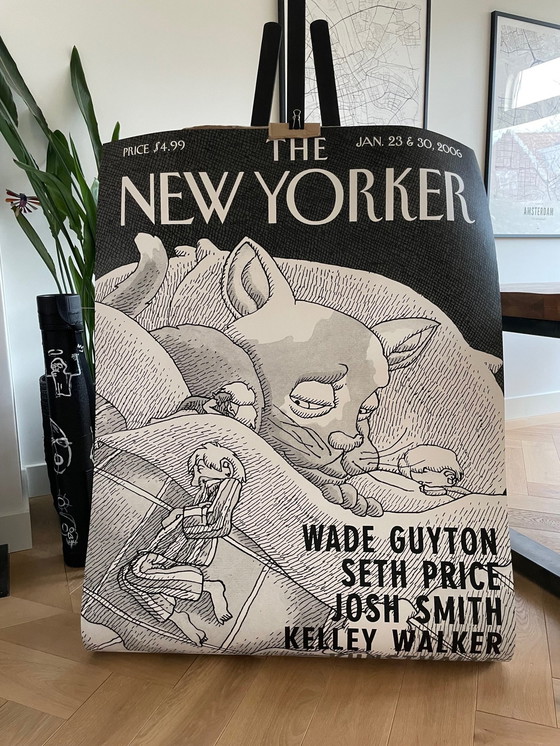 PRICE $4.99
THE
JAN. 23 & 30, 2006
NEW YORKER
WADE GUYTON
SETH PRICE
JOSH SMITH
KELLEY WALKER
AMSTERDAM